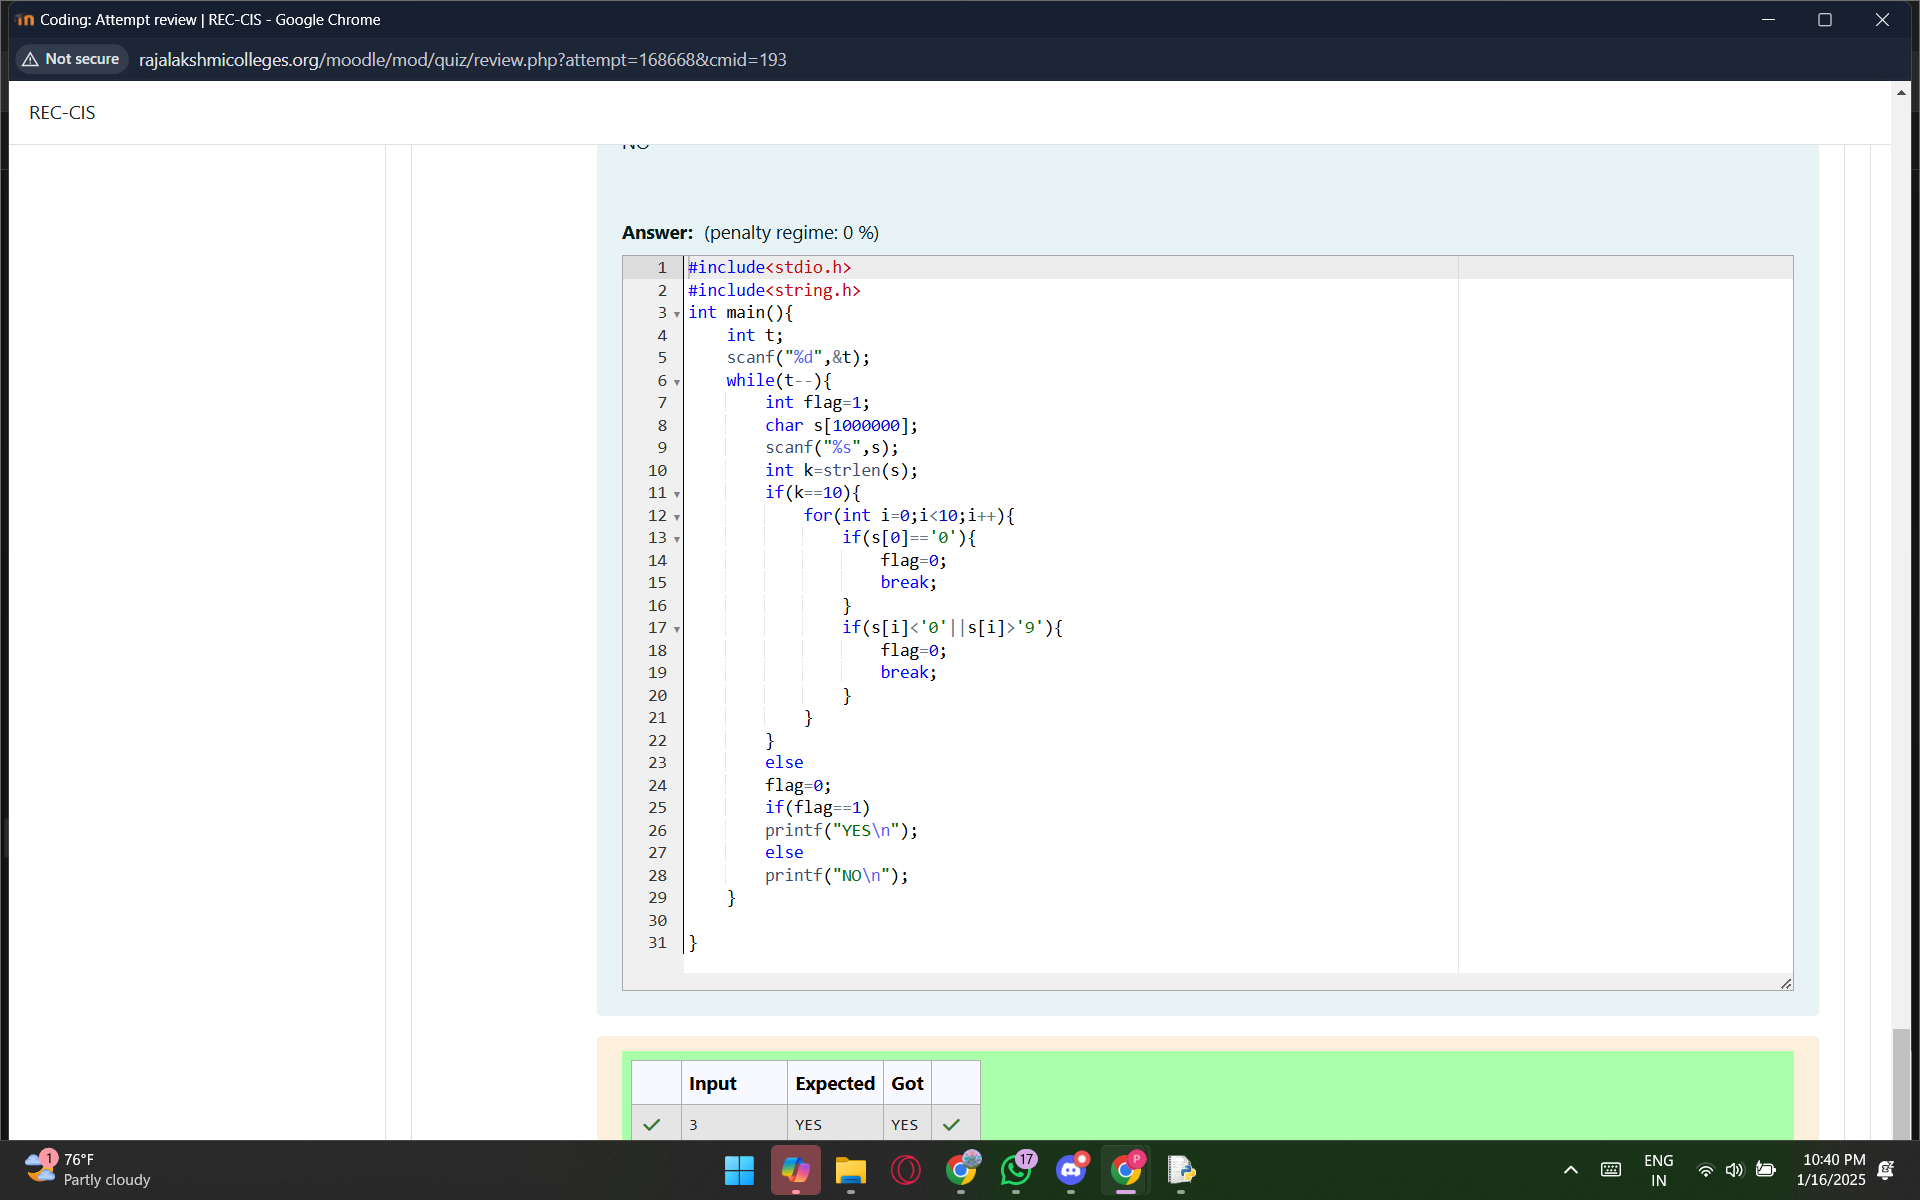 Coding: Attempt review | REC-CIS - Google Chrome
Not secure rajalakshmicolleges.org/moodle/mod/quiz/review.php?attempt=168668&cmid=193
REC-CIS
NO
Answer: (penalty regime: 0 %)
1 #include<stdio.h>
2 #include<string.h>
3 int main(){
4     int t;
5     scanf("%d",&t);
6     while(t--){
7         int flag=1;
8         char s[1000000];
9         scanf("%s",s);
10         int k=strlen(s);
11         if(k==10){
12             for(int i=0;i<10;i++){
13                 if(s[0]=='0'){
14                     flag=0;
15                     break;
16                 }
17                 if(s[i]<'0'||s[i]>'9'){
18                     flag=0;
19                     break;
20                 }
21             }
22         }
23         else
24         flag=0;
25         if(flag==1)
26         printf("YES\n");
27         else
28         printf("NO\n");
29     }
30
31 }
Input Expected Got
3 YES YES
1 76°F
Partly cloudy
17
P
ENG
IN
10:40 PM
1/16/2025